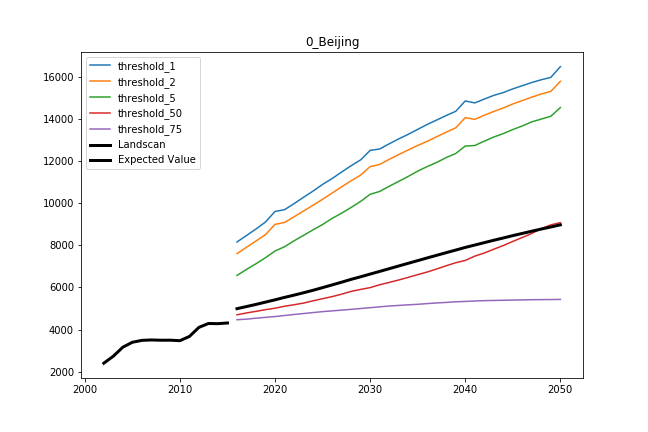 0_Beijing
threshold_1
threshold_2
threshold_5
threshold_50
threshold_75
Landscan
Expected Value
16000
14000
12000
10000
8000
6000
4000
2000
2000 2010 2020 2030 2040 2050